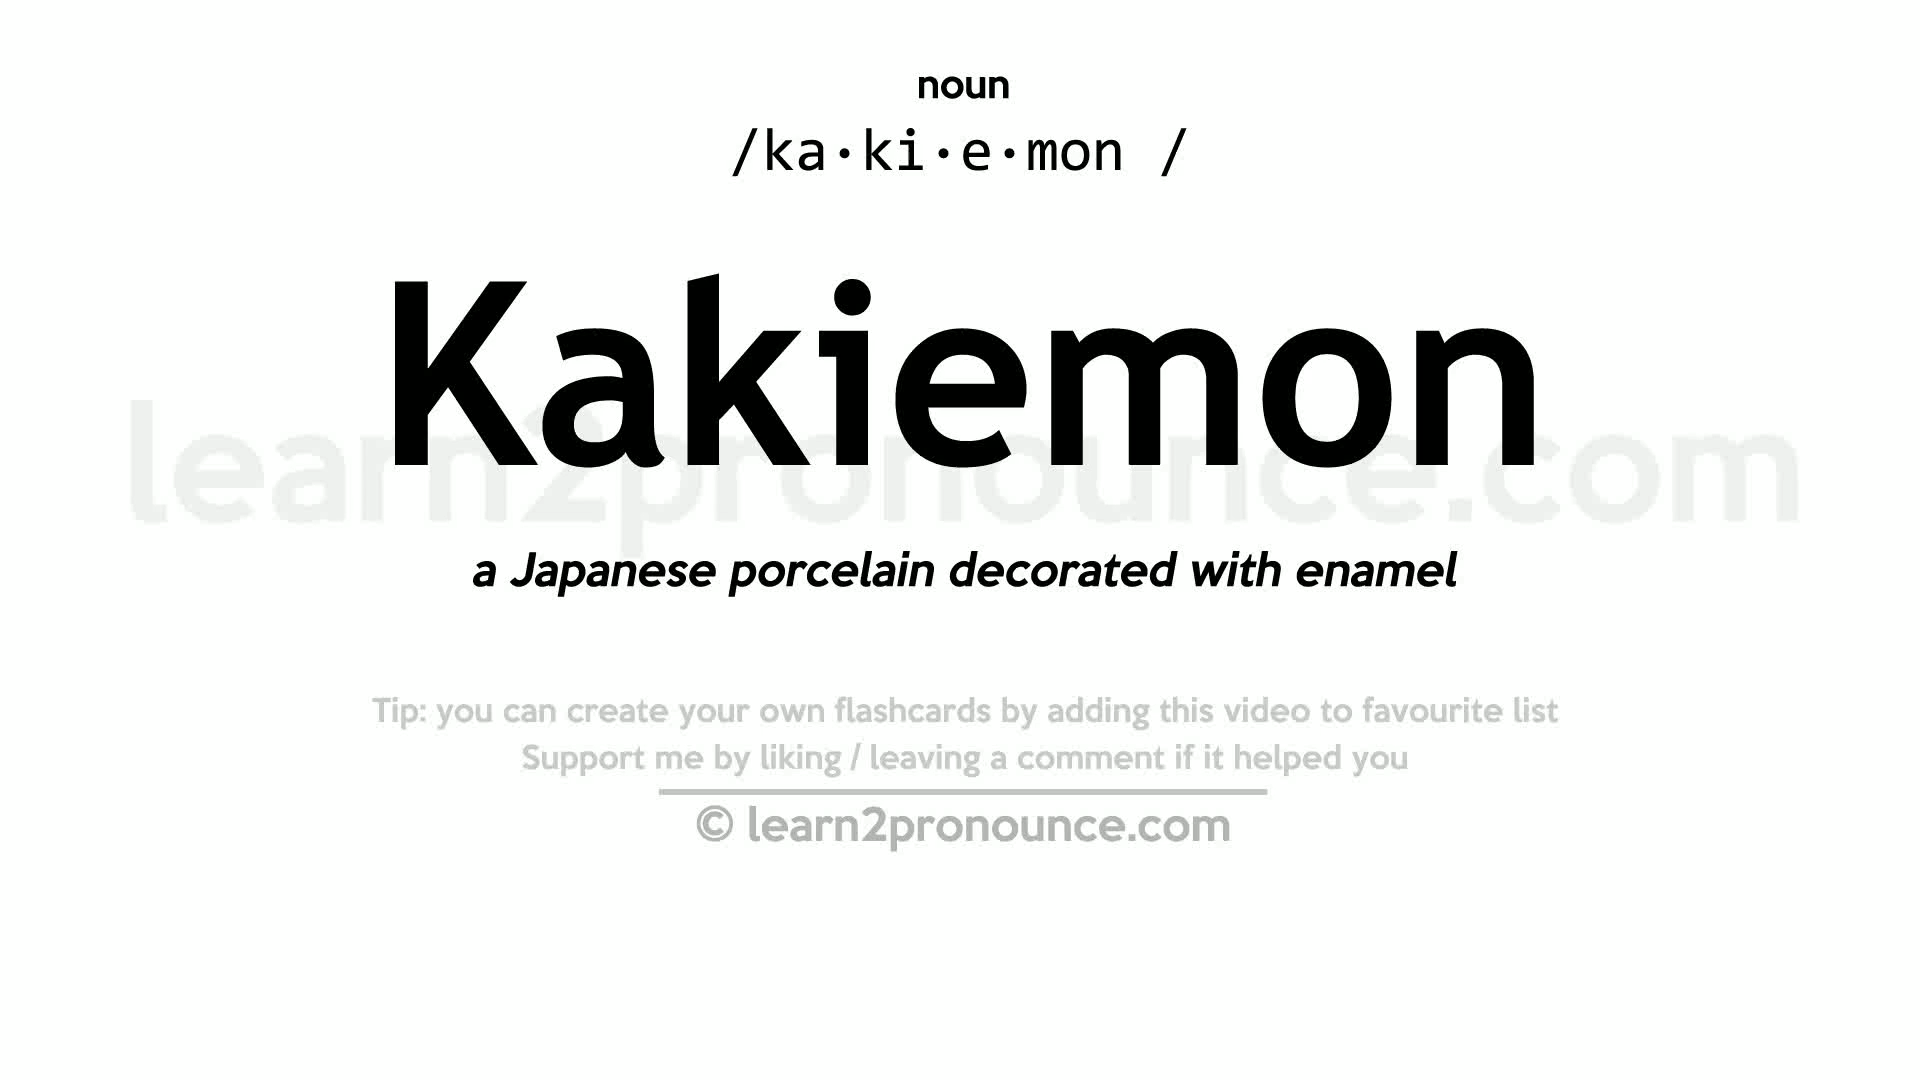 noun
/ka·ki·e·mon /
Kakiemon
learn2pronounce.com
a Japanese porcelain decorated with enamel
Tip: you can create your own flashcards by adding this video to favourite list
Support me by liking / leaving a comment if it helped you
© learn2pronounce.com